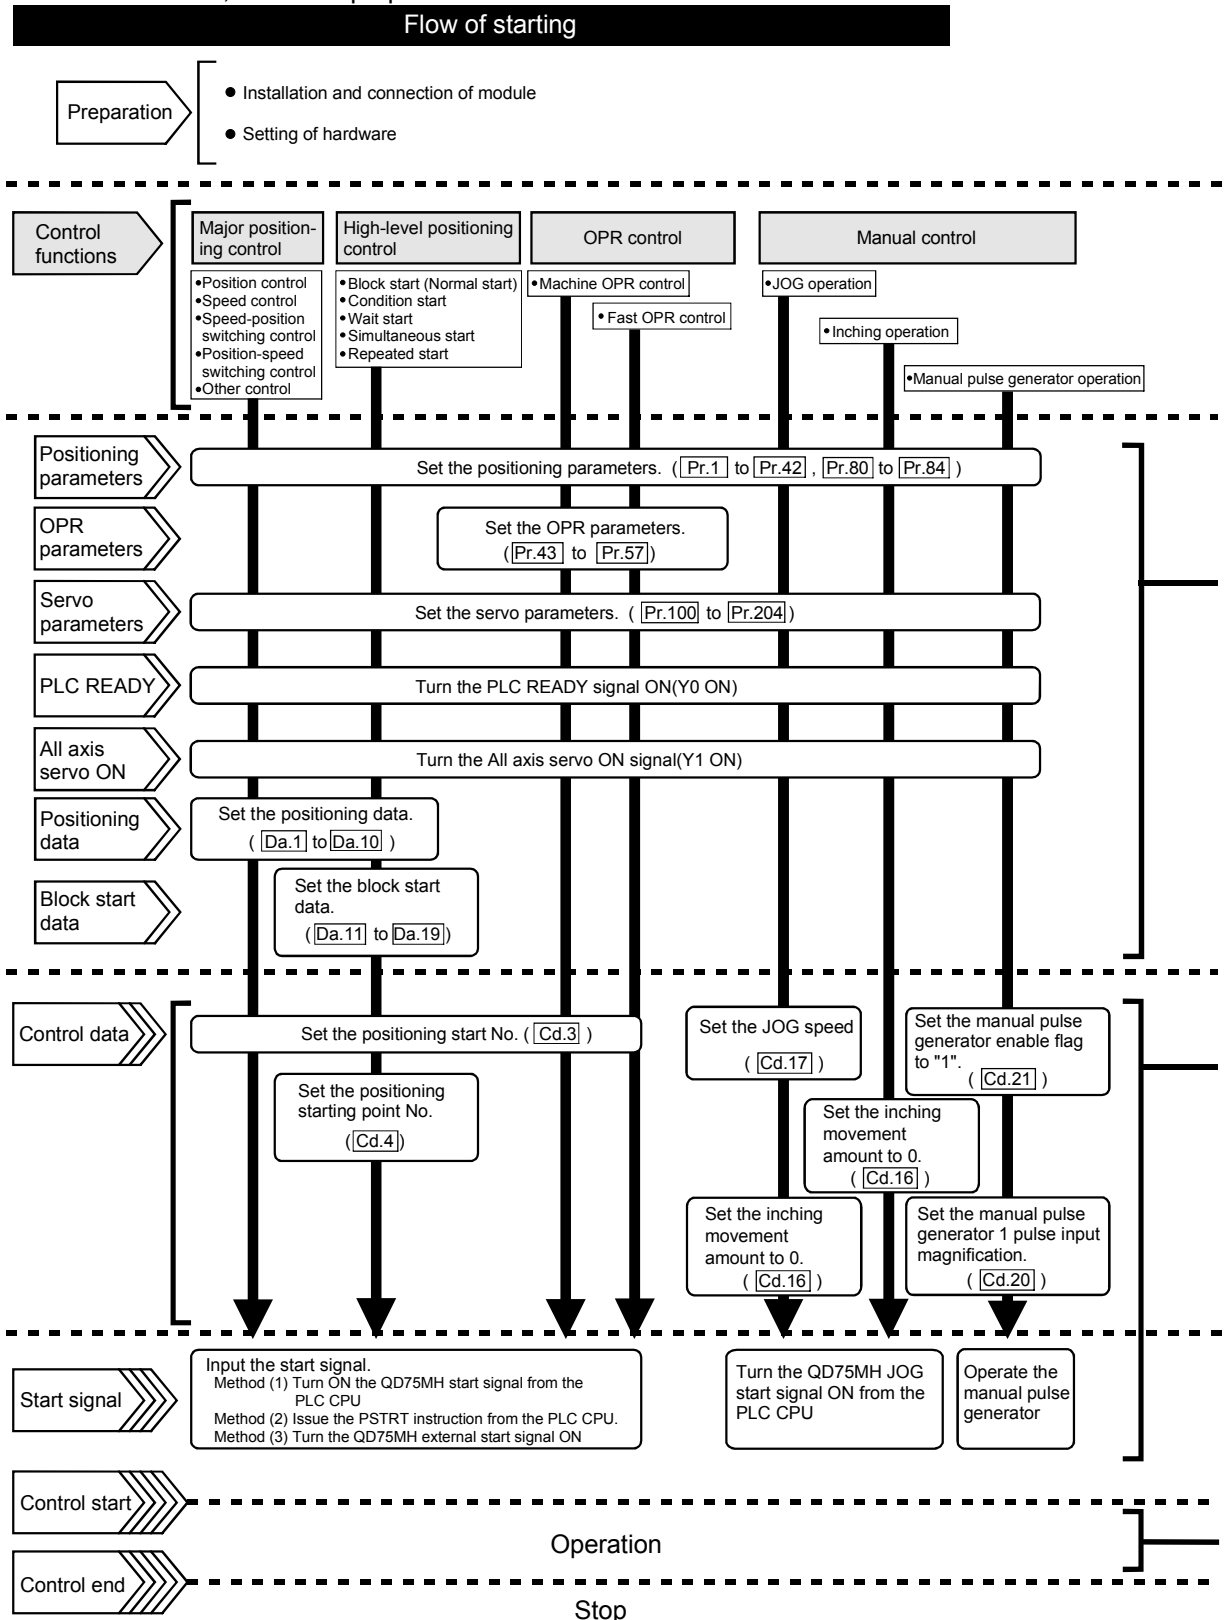 Flow of starting
Preparation
● Installation and connection of module
● Setting of hardware
Control
functions
Major position-
ing control
High-level positioning
control
OPR control
Manual control
•Position control
•Speed control
•Speed-position
switching control
•Position-speed
switching control
•Other control
•Block start (Normal start)
•Condition start
•Wait start
•Simultaneous start
•Repeated start
•Machine OPR control
• Fast OPR control
•JOG operation
•Inching operation
•Manual pulse generator operation
Positioning
parameters
Set the positioning parameters. ( Pr.1 to Pr.42 , Pr.80 to Pr.84 )
OPR
parameters
Set the OPR parameters.
(Pr.43 to Pr.57)
Servo
parameters
Set the servo parameters. ( Pr.100 to Pr.204)
PLC READY
Turn the PLC READY signal ON(Y0 ON)
All axis
servo ON
Turn the All axis servo ON signal(Y1 ON)
Positioning
data
Set the positioning data.
( Da.1 to Da.10 )
Block start
data
Set the block start
data.
(Da.11 to Da.19)
Control data
Set the positioning start No. ( Cd.3 )
Set the positioning
starting point No.
(Cd.4)
Set the JOG speed
( Cd.17 )
Set the manual pulse
generator enable flag
to "1".
( Cd.21 )
Set the inching
movement
amount to 0.
( Cd.16 )
Set the inching
movement
amount to 0.
( Cd.16 )
Set the manual pulse
generator 1 pulse input
magnification.
( Cd.20 )
Start signal
Input the start signal.
Method (1) Turn ON the QD75MH start signal from the
PLC CPU
Method (2) Issue the PSTRT instruction from the PLC CPU.
Method (3) Turn the QD75MH external start signal ON
Turn the QD75MH JOG
start signal ON from the
PLC CPU
Operate the
manual pulse
generator
Control start
Operation
Control end
Stop